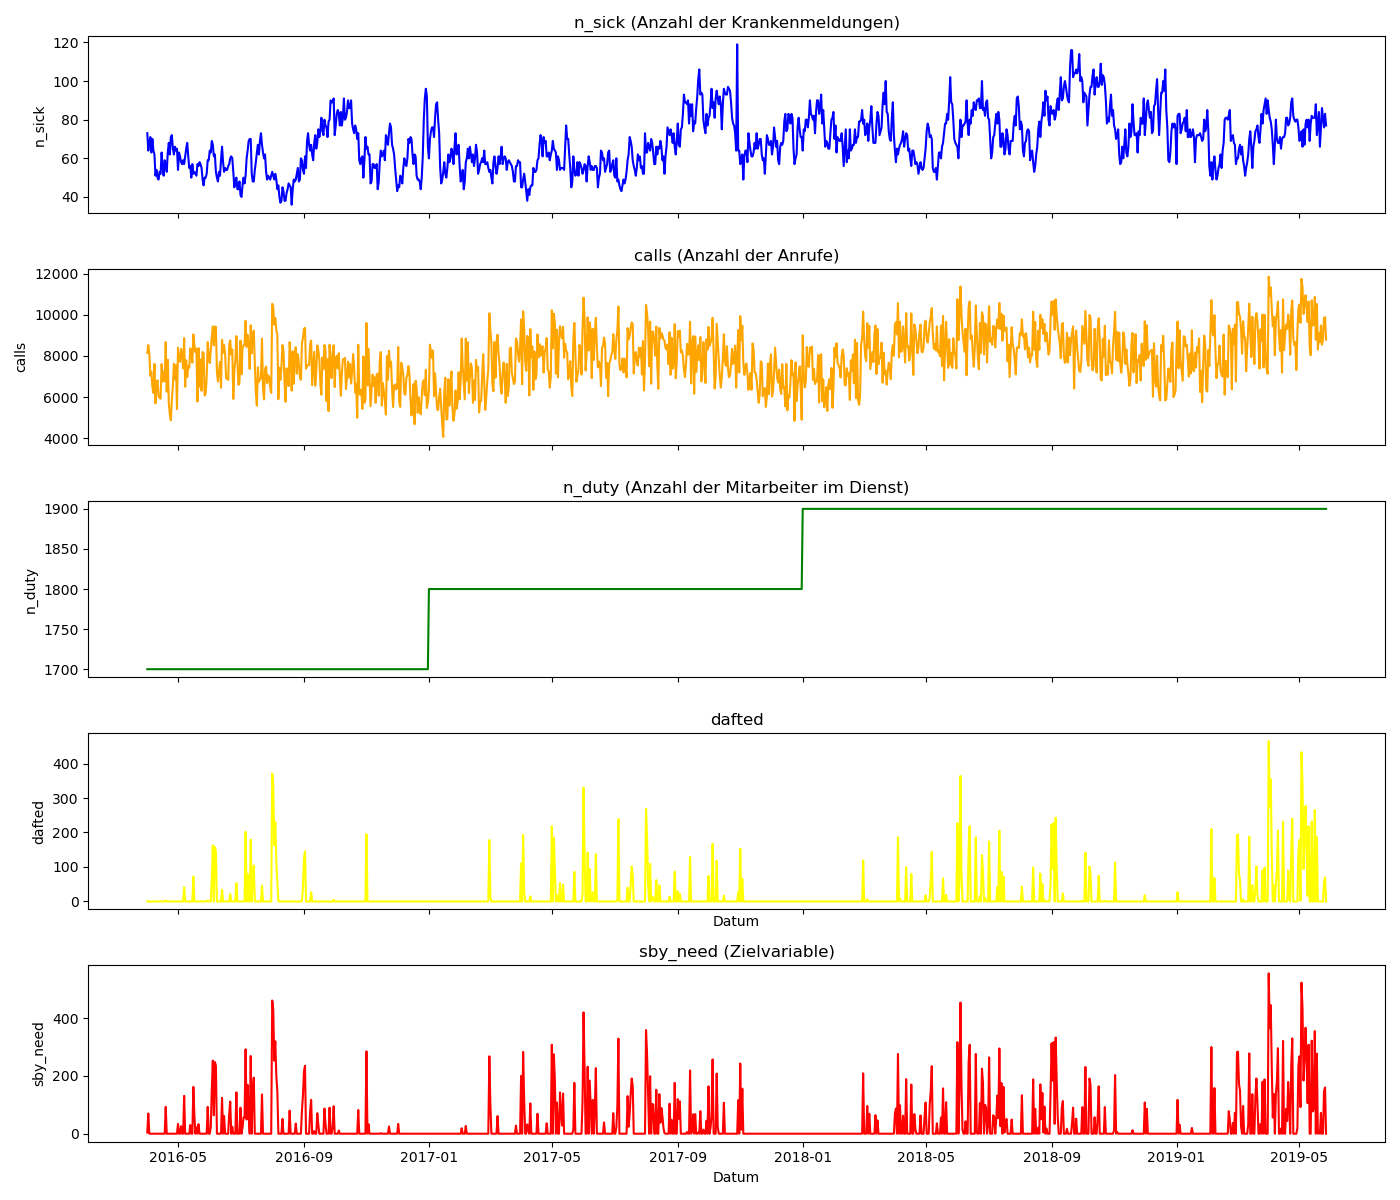 n_sick (Anzahl der Krankenmeldungen)
120
100
80
60
40
n_sick
calls (Anzahl der Anrufe)
12000
10000
8000
6000
4000
calls
n_duty (Anzahl der Mitarbeiter im Dienst)
1900
1850
1800
1750
1700
n_duty
dafted
400
300
200
100
0
dafted
Datum
sby_need (Zielvariable)
400
200
0
sby_need
2016-05 2016-09 2017-01 2017-05 2017-09 2018-01 2018-05 2018-09 2019-01 2019-05
Datum